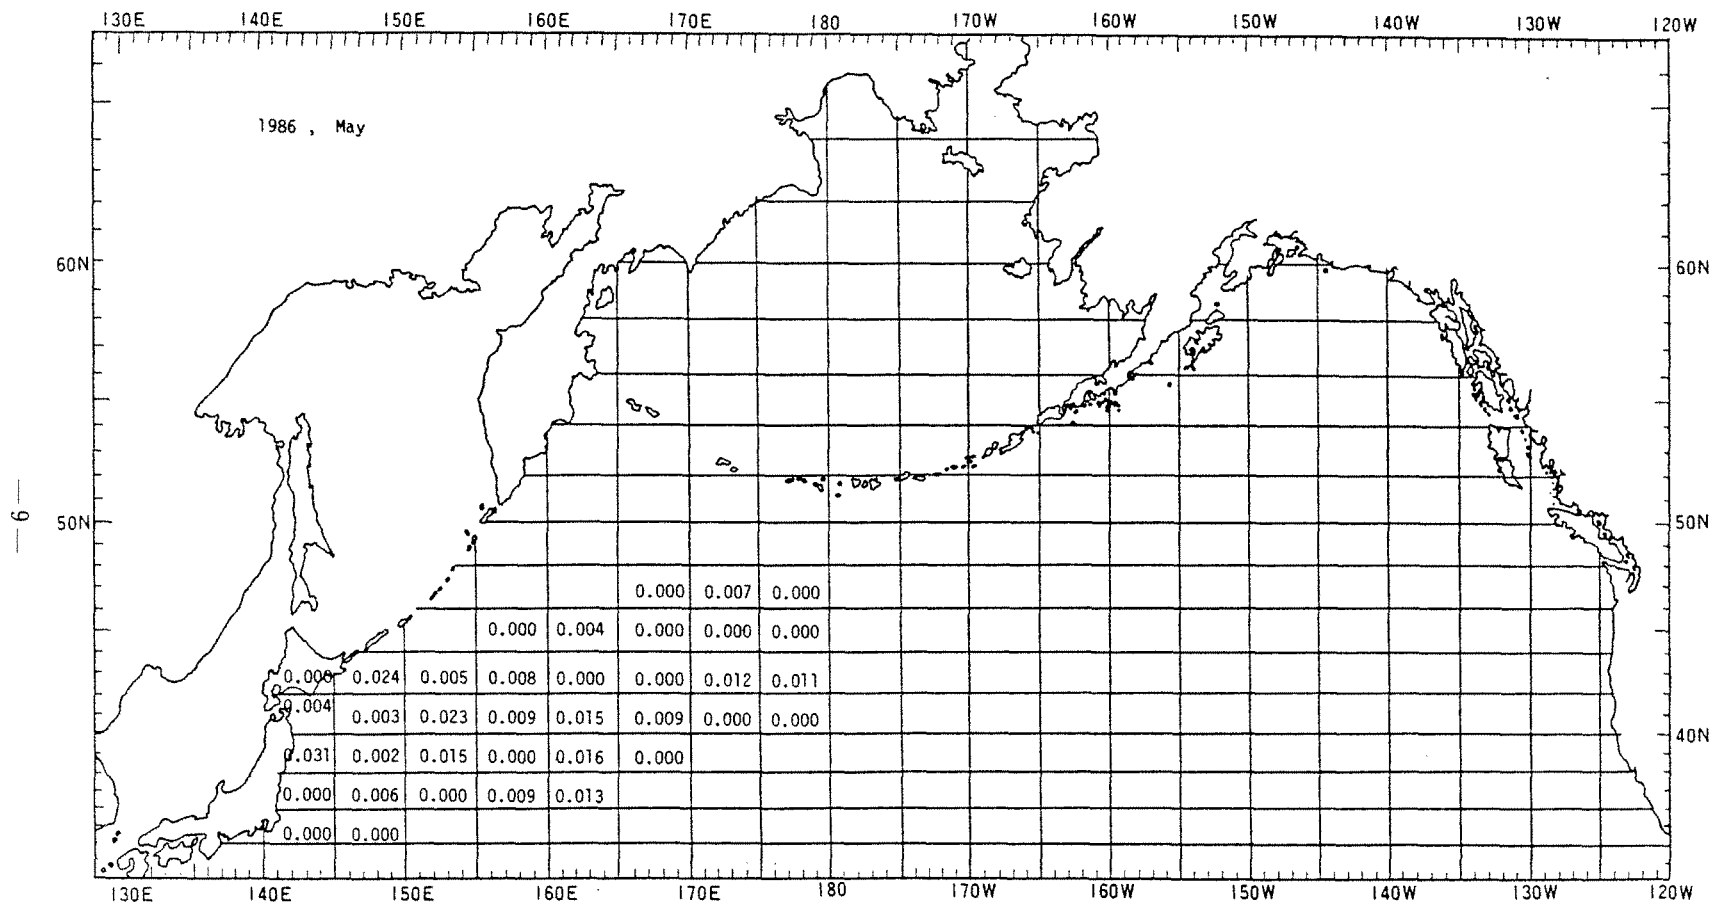 130E 140E 150E 160E 170E 180 170W 160W 150W 140W 130W 120W
1986 , May
60N 60N
50N 50N
—9—
0.000 0.007 0.000
0.000 0.004 0.000 0.000 0.000
0.000 0.024 0.005 0.008 0.000 0.000 0.012 0.011
0.004
0.003 0.023 0.009 0.015 0.009 0.000 0.000
40N
0.031 0.002 0.015 0.000 0.016 0.000
0.000 0.006 0.000 0.009 0.013
0.000 0.000
130E 140E 150E 160E 170E 180 170W 160W 150W 140W 130W 120W